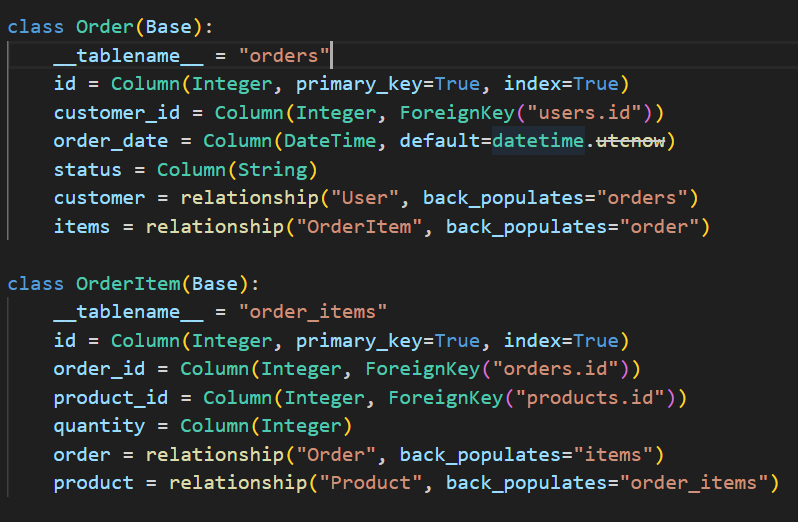 class Order(Base):
    __tablename__ = "orders"
    id = Column(Integer, primary_key=True, index=True)
    customer_id = Column(Integer, ForeignKey("users.id"))
    order_date = Column(DateTime, default=datetime.utcnow)
    status = Column(String)
    customer = relationship("User", back_populates="orders")
    items = relationship("OrderItem", back_populates="order")

class OrderItem(Base):
    __tablename__ = "order_items"
    id = Column(Integer, primary_key=True, index=True)
    order_id = Column(Integer, ForeignKey("orders.id"))
    product_id = Column(Integer, ForeignKey("products.id"))
    quantity = Column(Integer)
    order = relationship("Order", back_populates="items")
    product = relationship("Product", back_populates="order_items")